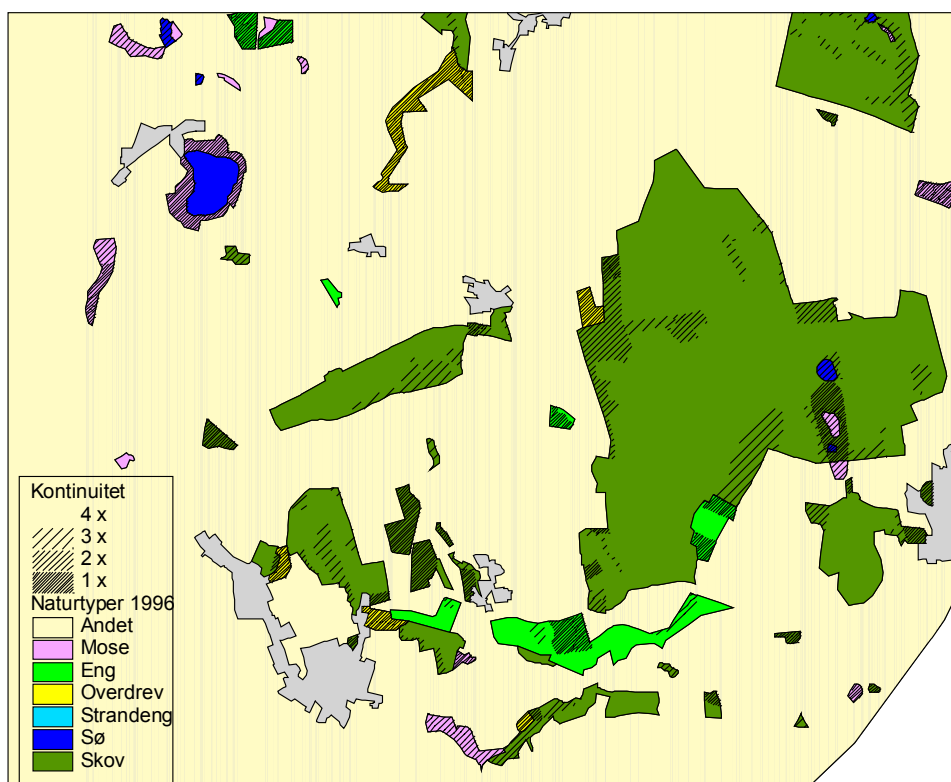 Kontinuitet
4 x
3 x
2 x
1 x
Naturtyper 1996
Andet
Mose
Eng
Overdrev
Strandeng
Sø
Skov